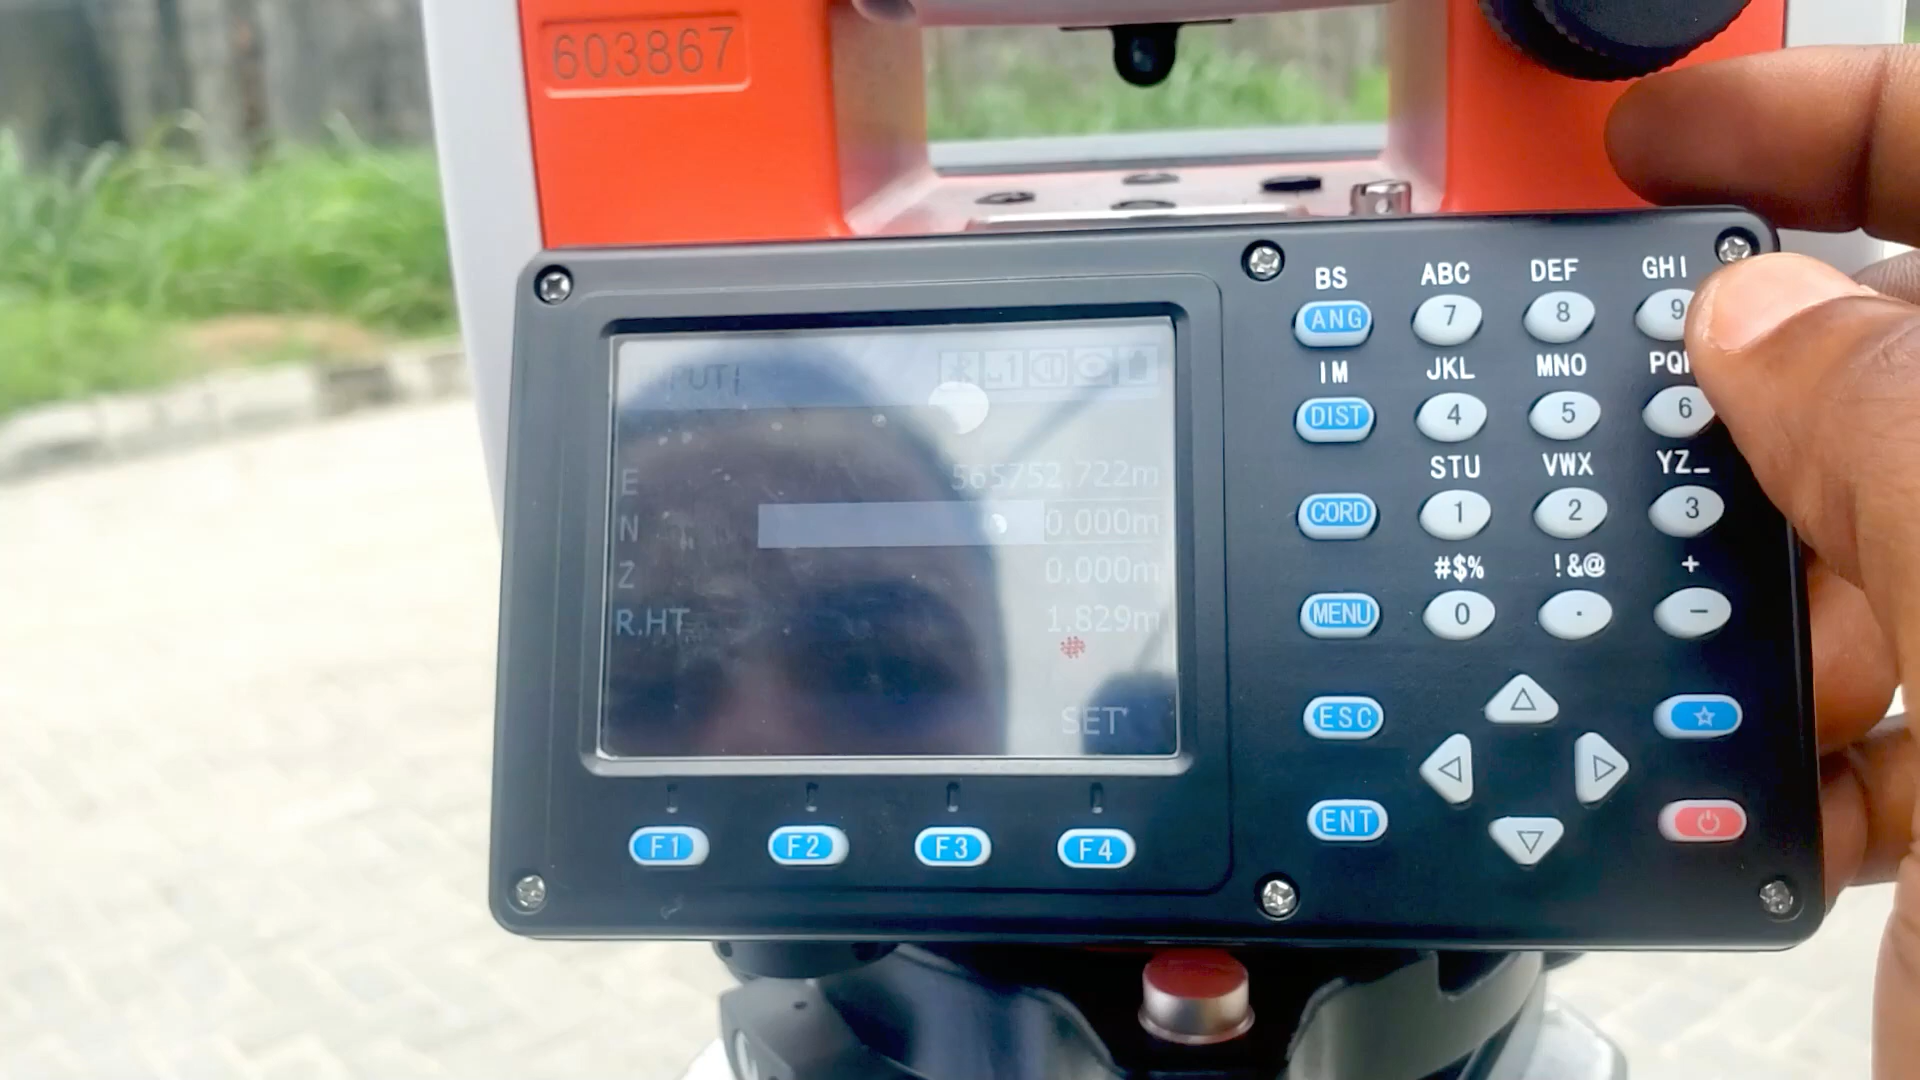 603867
E 565752.722m
N 0.000m
Z 0.000m
R.HT 1.829m
SET
F1 F2 F3 F4
BS ABC DEF GHI
ANG 7 8 9
IM JKL MNO
DIST 4 5 6
STU VWX YZ_
CORD 1 2 3
#$% !&@ +
MENU 0 . -
ESC
ENT